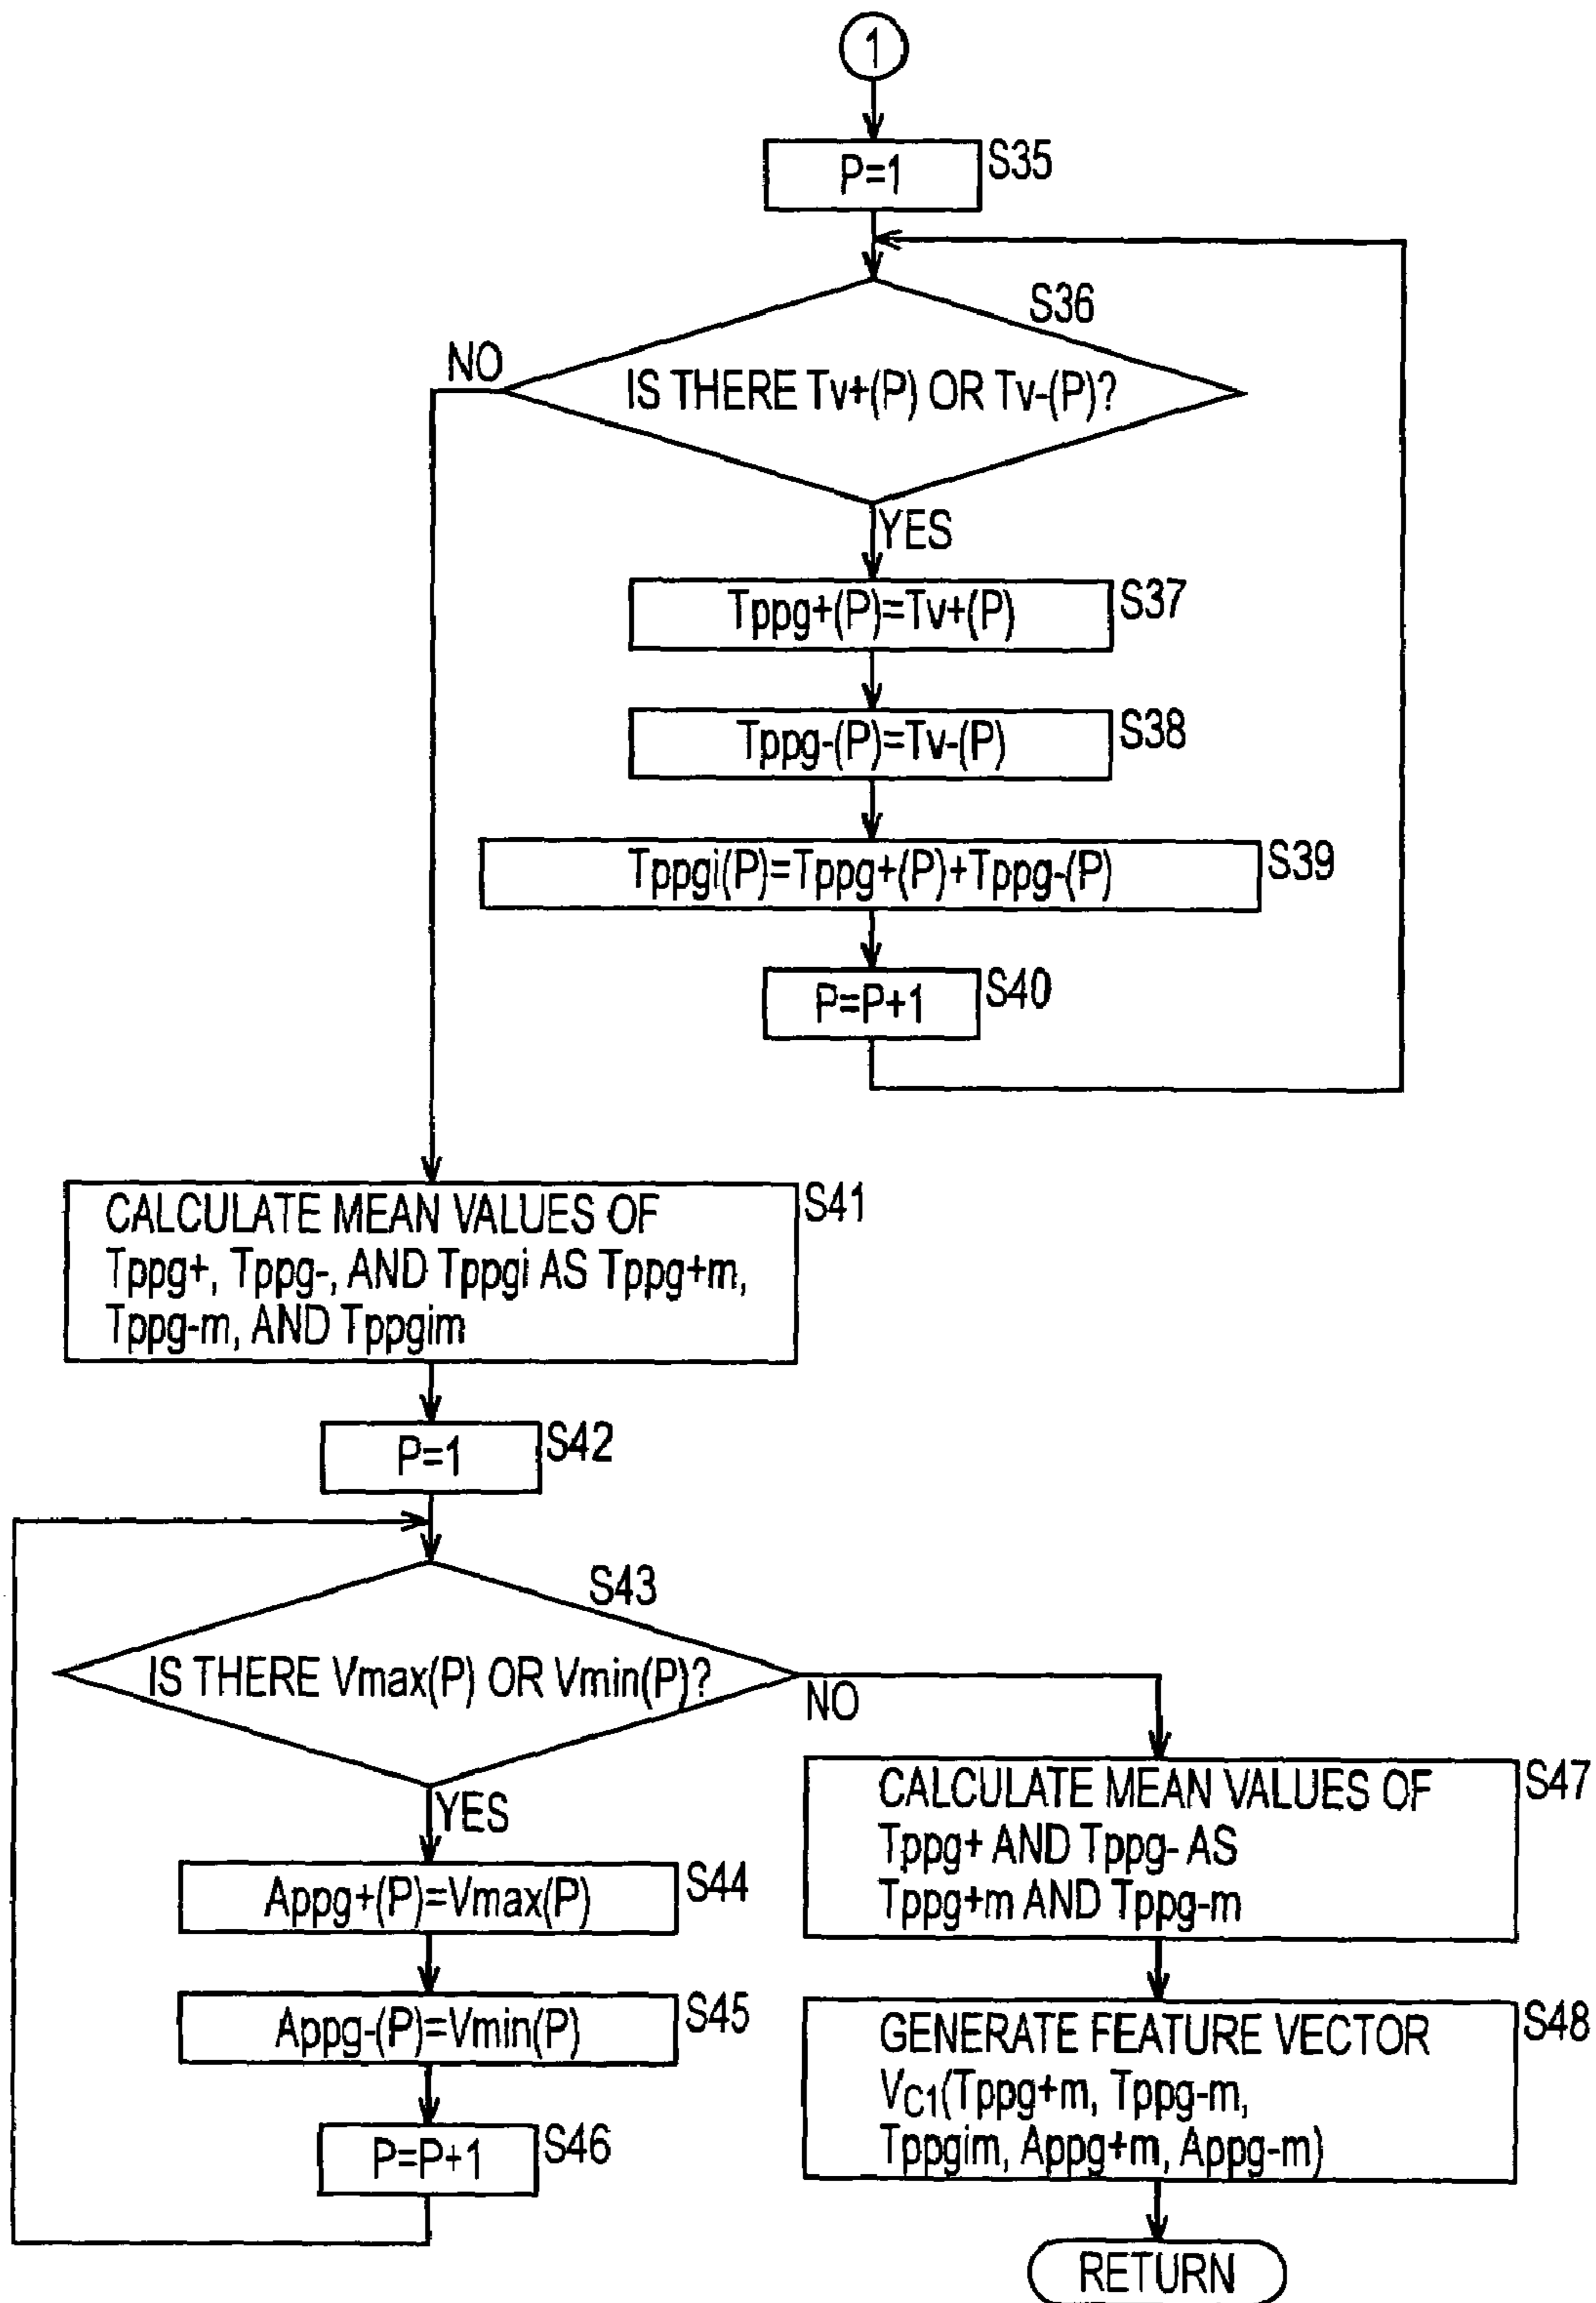 1
P=1
S35
S36
NO
IS THERE Tv+(P) OR Tv-(P)?
YES
Tppg+(P)=Tv+(P)
S37
Tppg-(P)=Tv-(P)
S38
Tppgi(P)=Tppg+(P)+Tppg-(P)
S39
P=P+1
S40
CALCULATE MEAN VALUES OF
Tppg+, Tppg-, AND Tppgi AS Tppg+m,
Tppg-m, AND Tppgim
S41
P=1
S42
S43
IS THERE Vmax(P) OR Vmin(P)?
NO
YES
Appg+(P)=Vmax(P)
S44
Appg-(P)=Vmin(P)
S45
P=P+1
S46
CALCULATE MEAN VALUES OF
Tppg+ AND Tppg- AS
Tppg+m AND Tppg-m
S47
GENERATE FEATURE VECTOR
VC1(Tppg+m, Tppg-m,
Tppgim, Appg+m, Appg-m)
S48
RETURN